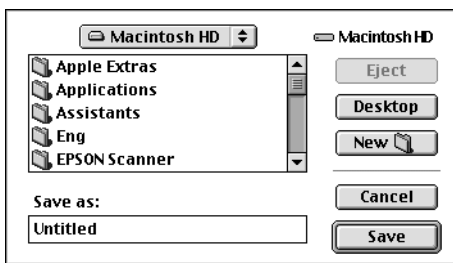 Macintosh HD
Macintosh HD
Apple Extras
Applications
Assistants
Eng
EPSON Scanner
Eject
Desktop
New
Save as:
Untitled
Cancel
Save